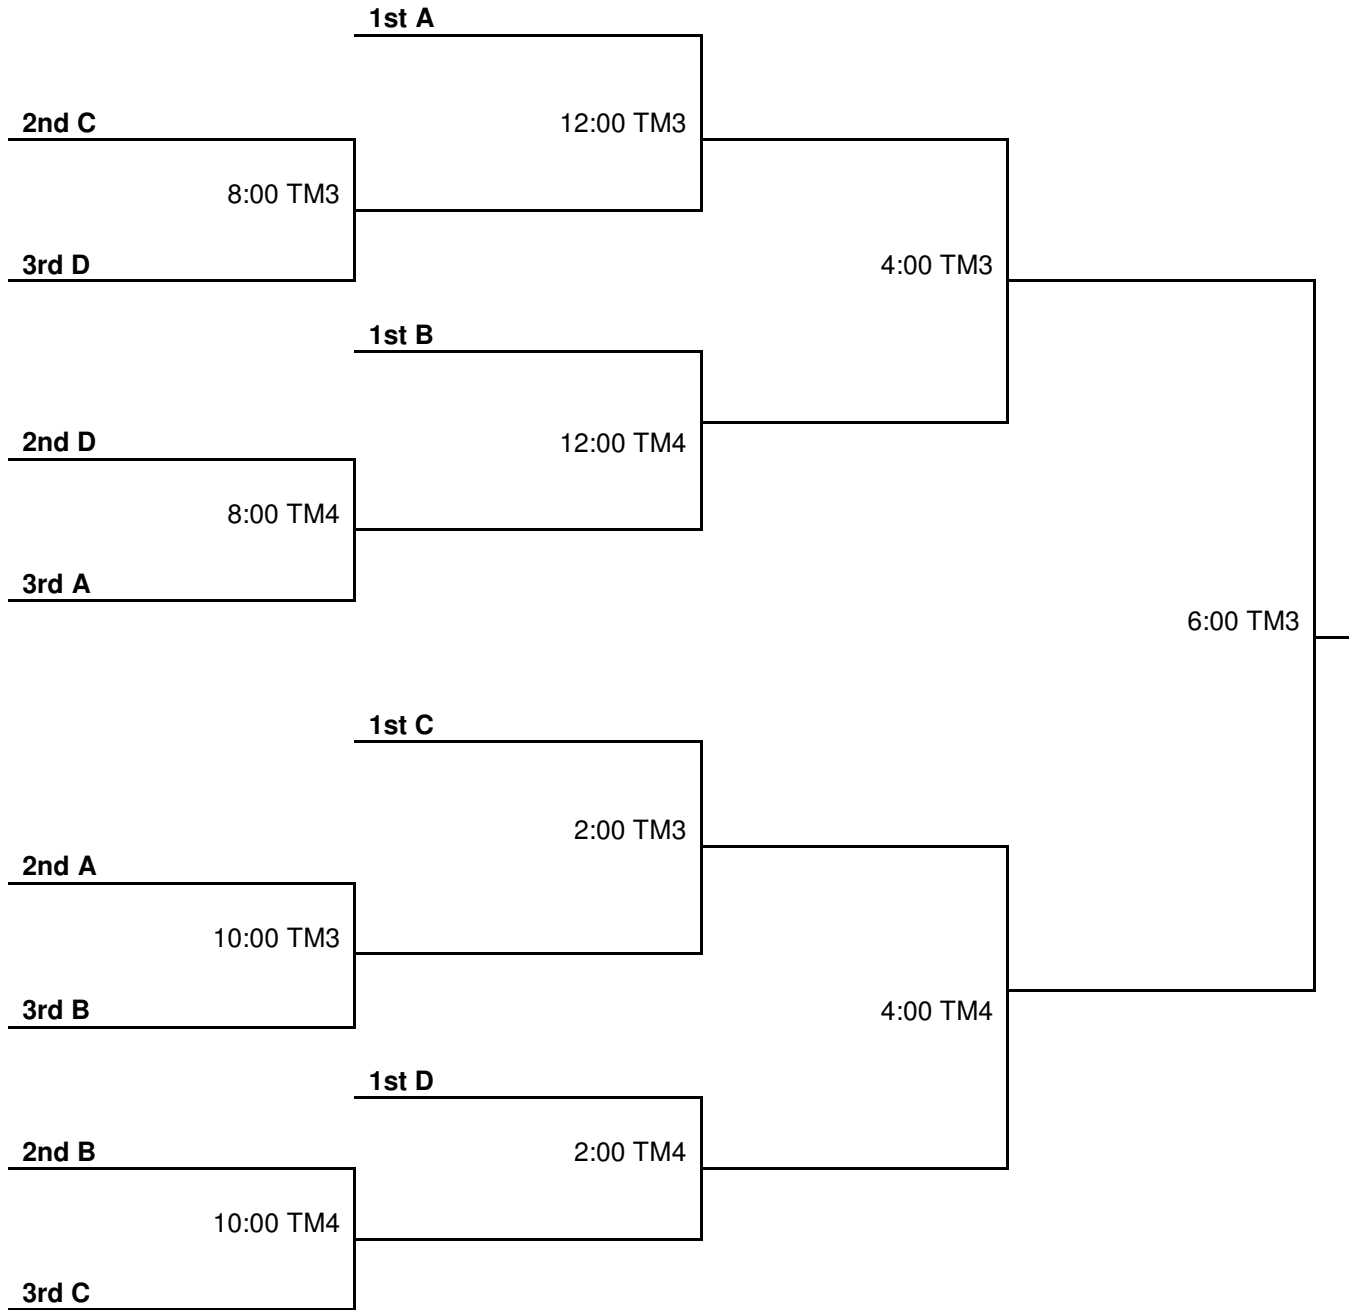 1st A
2nd C
12:00 TM3
8:00 TM3
3rd D
4:00 TM3
1st B
2nd D
12:00 TM4
8:00 TM4
3rd A
6:00 TM3
1st C
2:00 TM3
2nd A
10:00 TM3
3rd B
4:00 TM4
1st D
2nd B
2:00 TM4
10:00 TM4
3rd C